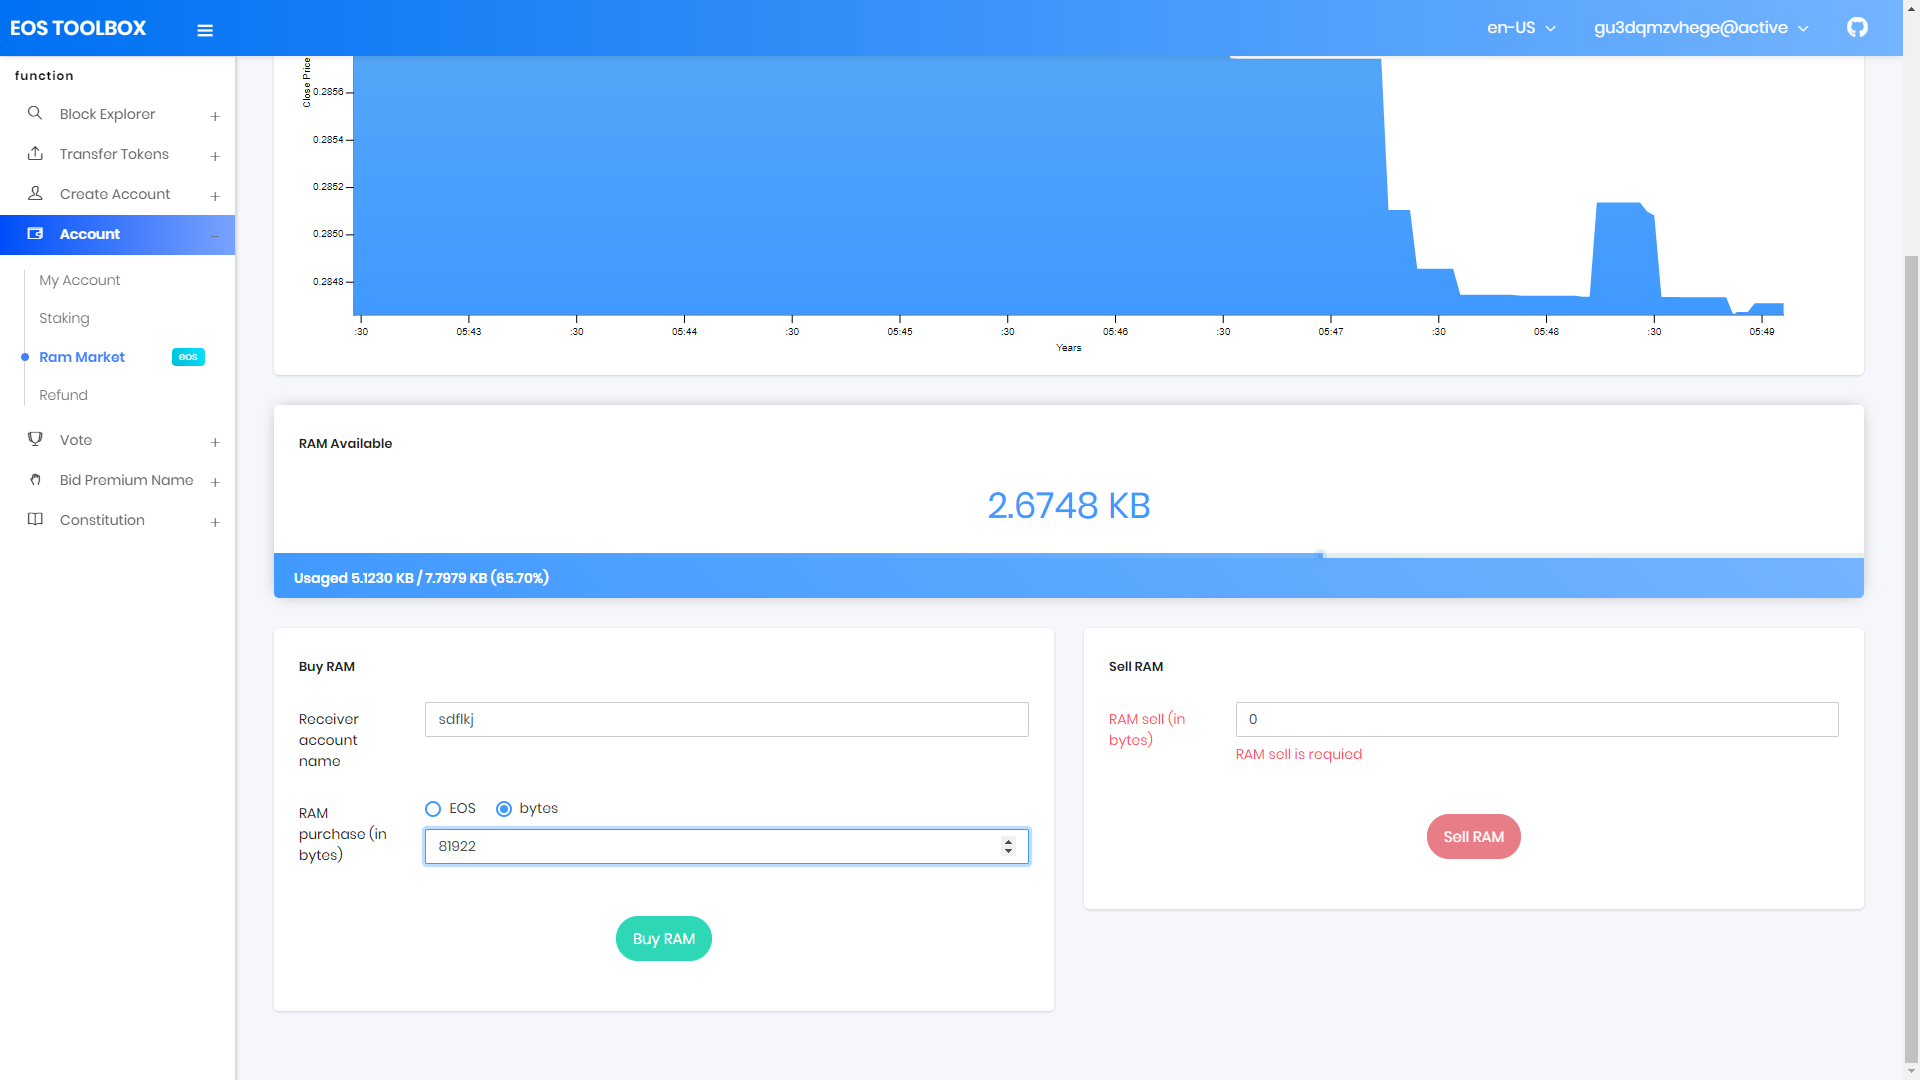 EOS TOOLBOX
en-US
gu3dqmzvhege@active
function
Block Explorer
Transfer Tokens
Create Account
Account
My Account
Staking
Ram Market
eos
Refund
Vote
Bid Premium Name
Constitution
Close Price
0.2856
0.2854
0.2852
0.2850
0.2848
:30 05:43 :30 05:44 :30 05:45 :30 05:46 :30 05:47 :30 05:48 :30 05:49
Years
RAM Available
2.6748 KB
Usaged 5.1230 KB / 7.7979 KB (65.70%)
Buy RAM
Receiver
account
name
sdflkj
RAM
purchase (in
bytes)
EOS
bytes
81922
Buy RAM
Sell RAM
RAM sell (in
bytes)
0
RAM sell is requied
Sell RAM